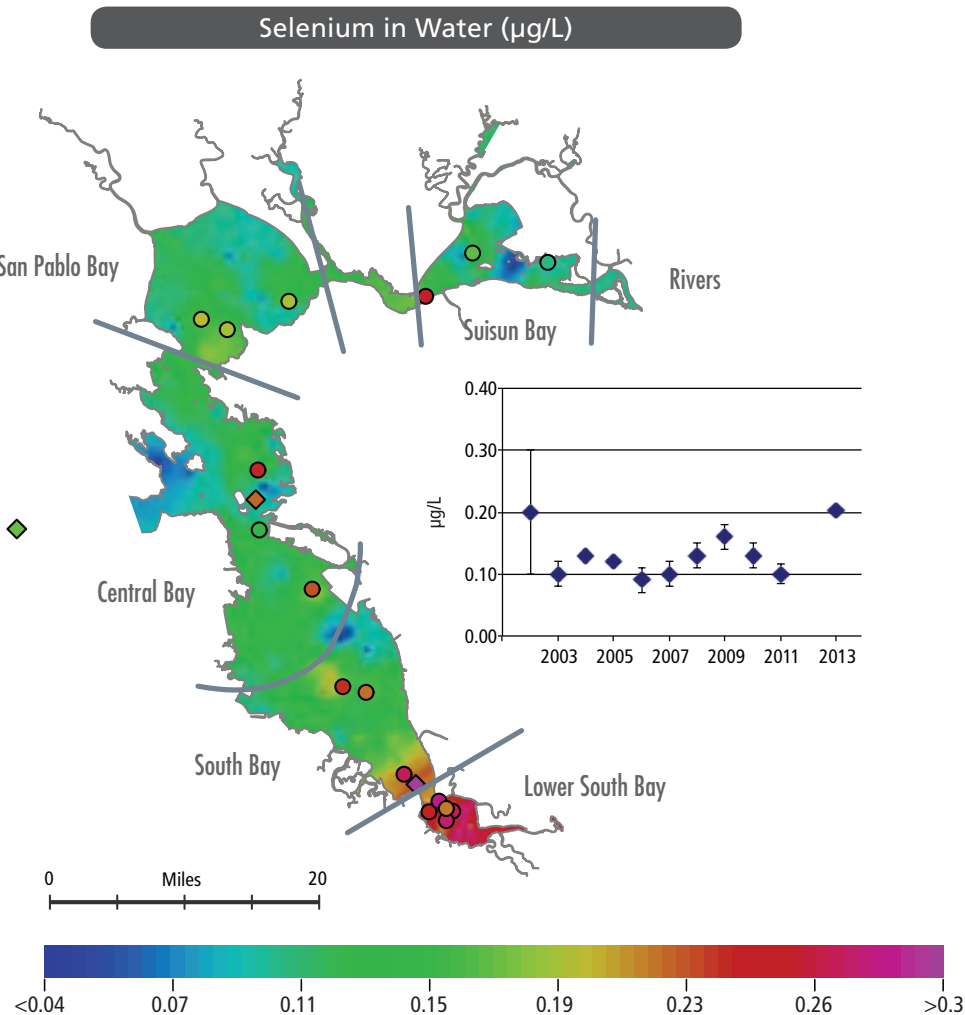 Selenium in Water (µg/L)
San Pablo Bay
Rivers
Suisun Bay
0.40
0.30
0.20
0.10
0.00
µg/L
2003 2005 2007 2009 2011 2013
Central Bay
South Bay
Lower South Bay
0 Miles 20
<0.04 0.07 0.11 0.15 0.19 0.23 0.26 >0.3